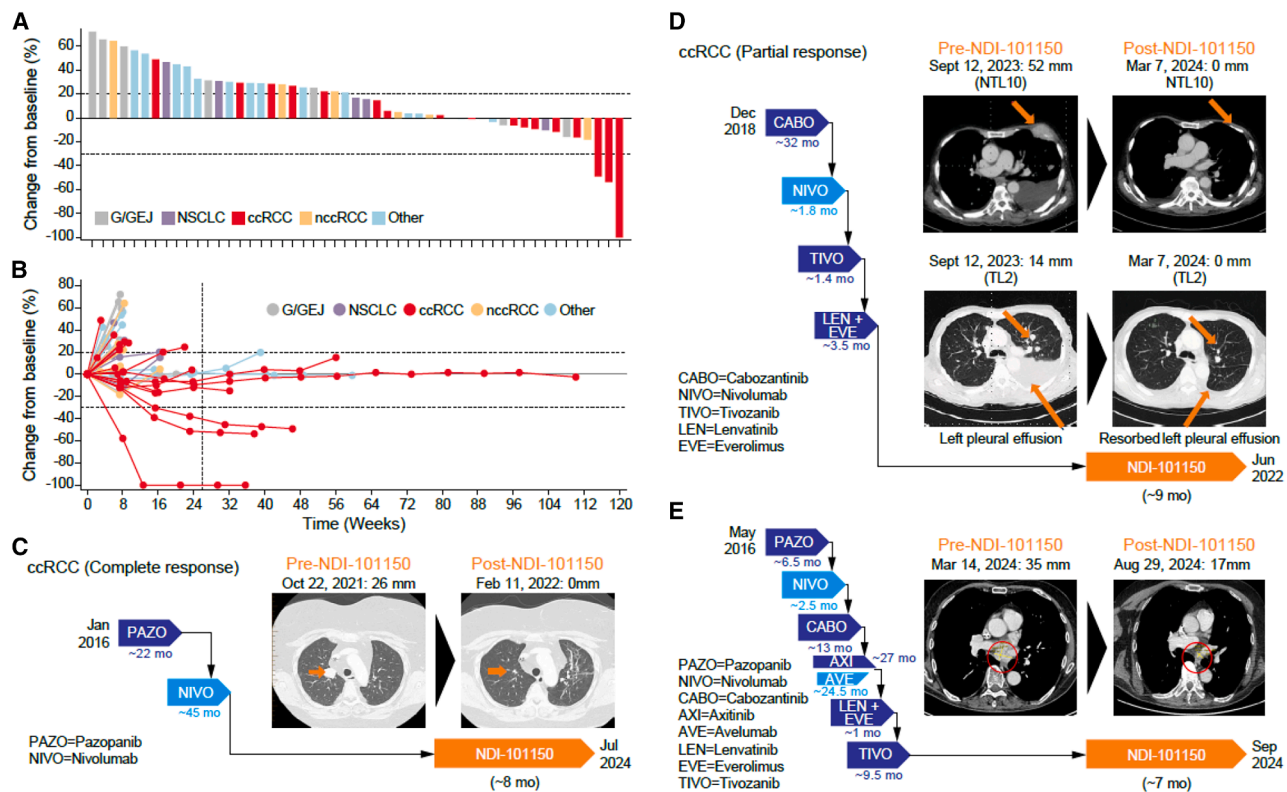 A
Change from baseline (%)
60
40
20
0
-20
-40
-60
-80
-100
G/GEJ NSCLC ccRCC nccRCC Other
B
Change from baseline (%)
80
60
40
20
0
-20
-40
-60
-80
-100
G/GEJ NSCLC ccRCC nccRCC Other
0 8 16 24 32 40 48 56 64 72 80 88 96 104 112 120
Time (Weeks)
C
ccRCC (Complete response)
Pre-NDI-101150
Oct 22, 2021: 26 mm
Post-NDI-101150
Feb 11, 2022: 0mm
Jan
2016
PAZO
~22 mo
NIVO
~45 mo
PAZO=Pazopanib
NIVO=Nivolumab
NDI-101150
(~8 mo)
Jul
2024
D
ccRCC (Partial response)
Pre-NDI-101150
Sept 12, 2023: 52 mm
(NTL10)
Post-NDI-101150
Mar 7, 2024: 0 mm
NTL10)
Dec
2018
CABO
~32 mo
NIVO
~1.8 mo
TIVO
~1.4 mo
LEN +
EVE
~3.5 mo
Sept 12, 2023: 14 mm
(TL2)
Mar 7, 2024: 0 mm
(TL2)
CABO=Cabozantinib
NIVO=Nivolumab
TIVO=Tivozanib
LEN=Lenvatinib
EVE=Everolimus
Left pleural effusion
Resorbed left pleural effusion
NDI-101150
(~9 mo)
Jun
2022
E
May
2016
PAZO
~6.5 mo
NIVO
~2.5 mo
CABO
~13 mo
AXI
~27 mo
AVE
~24.5 mo
LEN +
EVE
~1 mo
TIVO
~9.5 mo
Pre-NDI-101150
Mar 14, 2024: 35 mm
Post-NDI-101150
Aug 29, 2024: 17mm
PAZO=Pazopanib
NIVO=Nivolumab
CABO=Cabozantinib
AXI=Axitinib
AVE=Avelumab
LEN=Lenvatinib
EVE=Everolimus
TIVO=Tivozanib
NDI-101150
(~7 mo)
Sep
2024